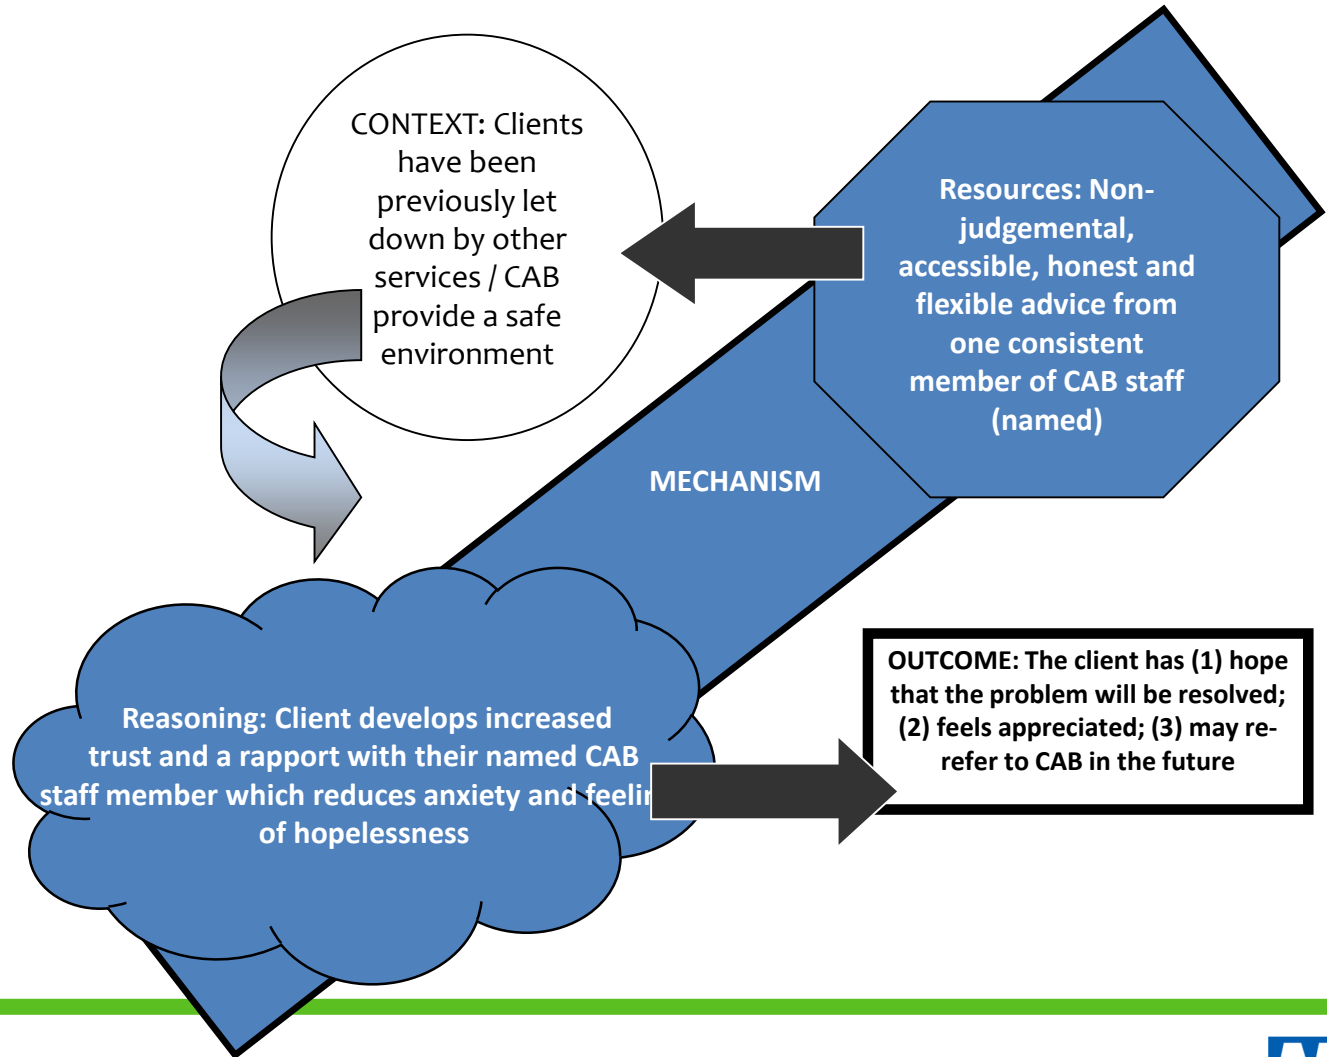 CONTEXT: Clients
have been
previously let
down by other
services / CAB
provide a safe
environment
Resources: Non-
judgemental,
accessible, honest and
flexible advice from
one consistent
member of CAB staff
(named)
MECHANISM
Reasoning: Client develops increased
trust and a rapport with their named CAB
staff member which reduces anxiety and
of hopelessness
OUTCOME: The client has (1) hope
that the problem will be resolved;
(2) feels appreciated; (3) may re-
refer to CAB in the future